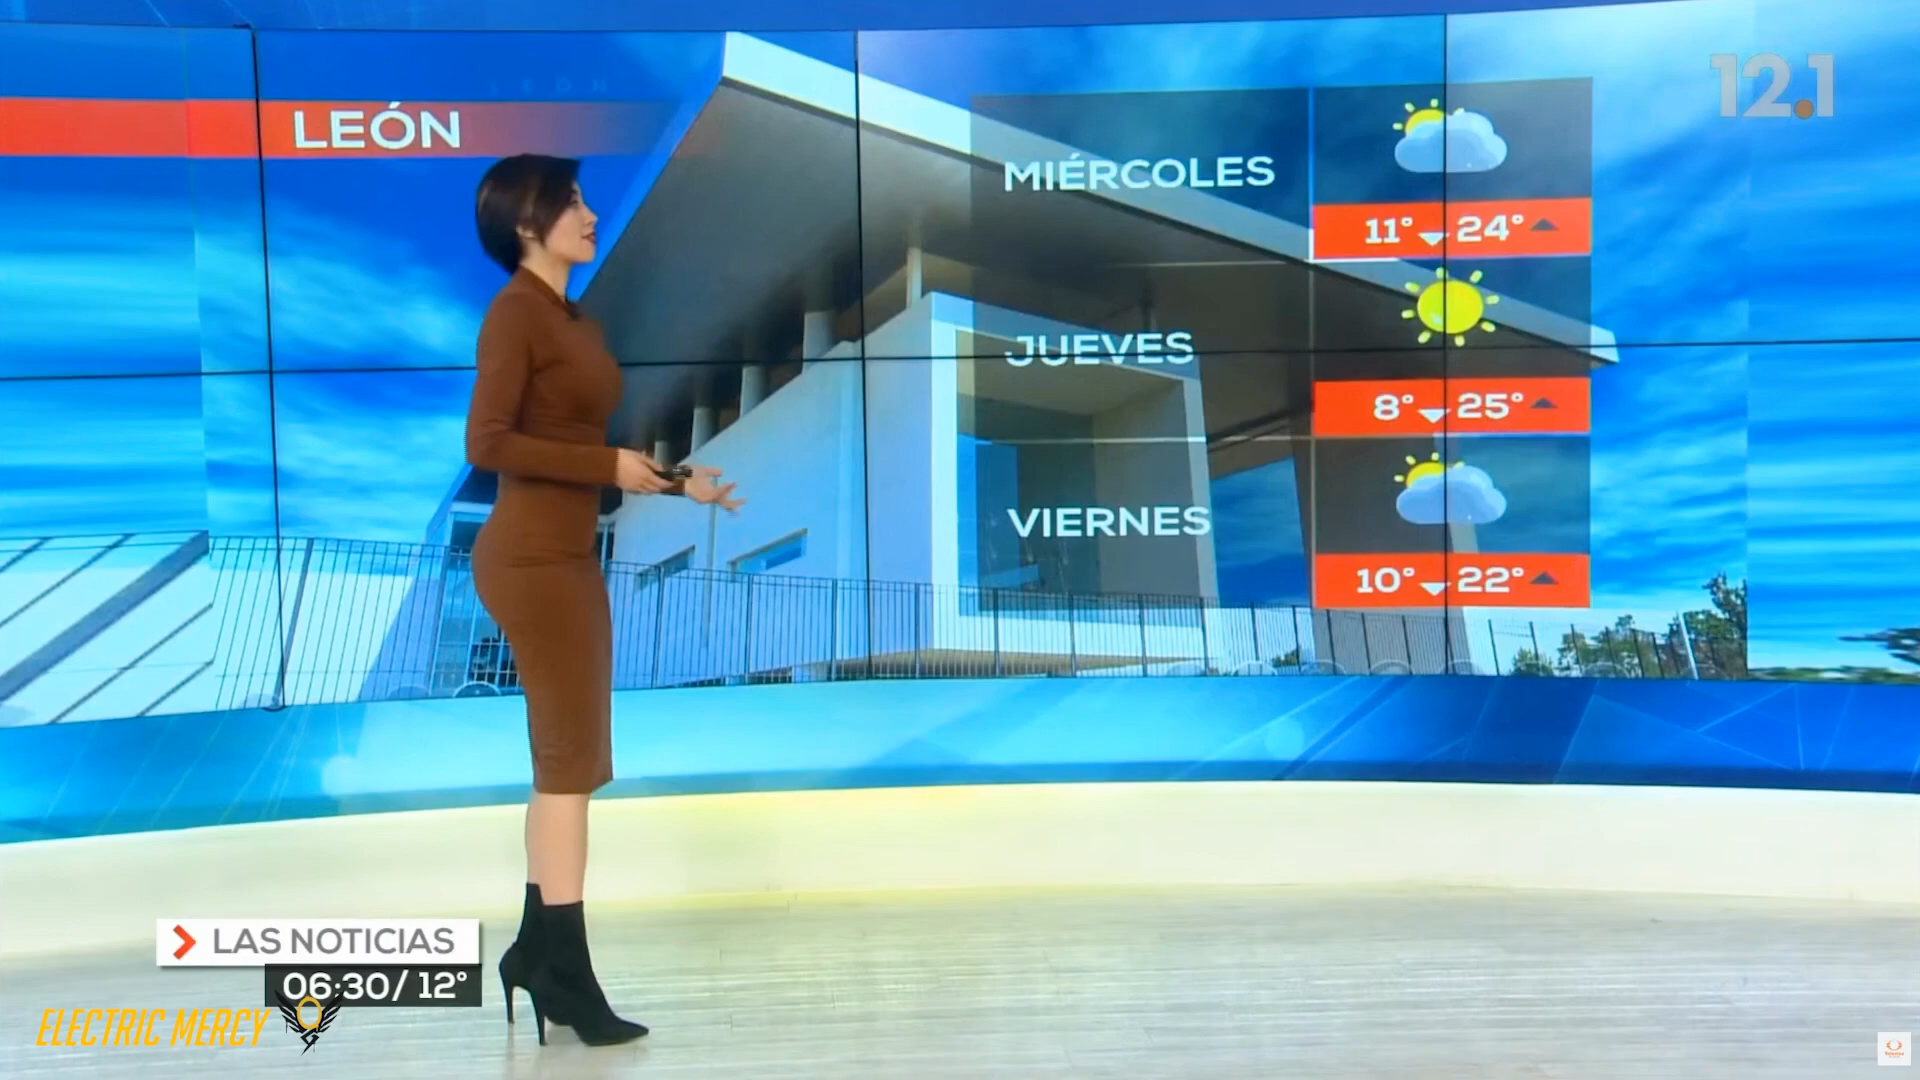 12.1
LEÓN
MIÉRCOLES
11° 24°
JUEVES
8° 25°
VIERNES
10° 22°
LAS NOTICIAS
06:30/ 12°
ELECTRIC MERCY